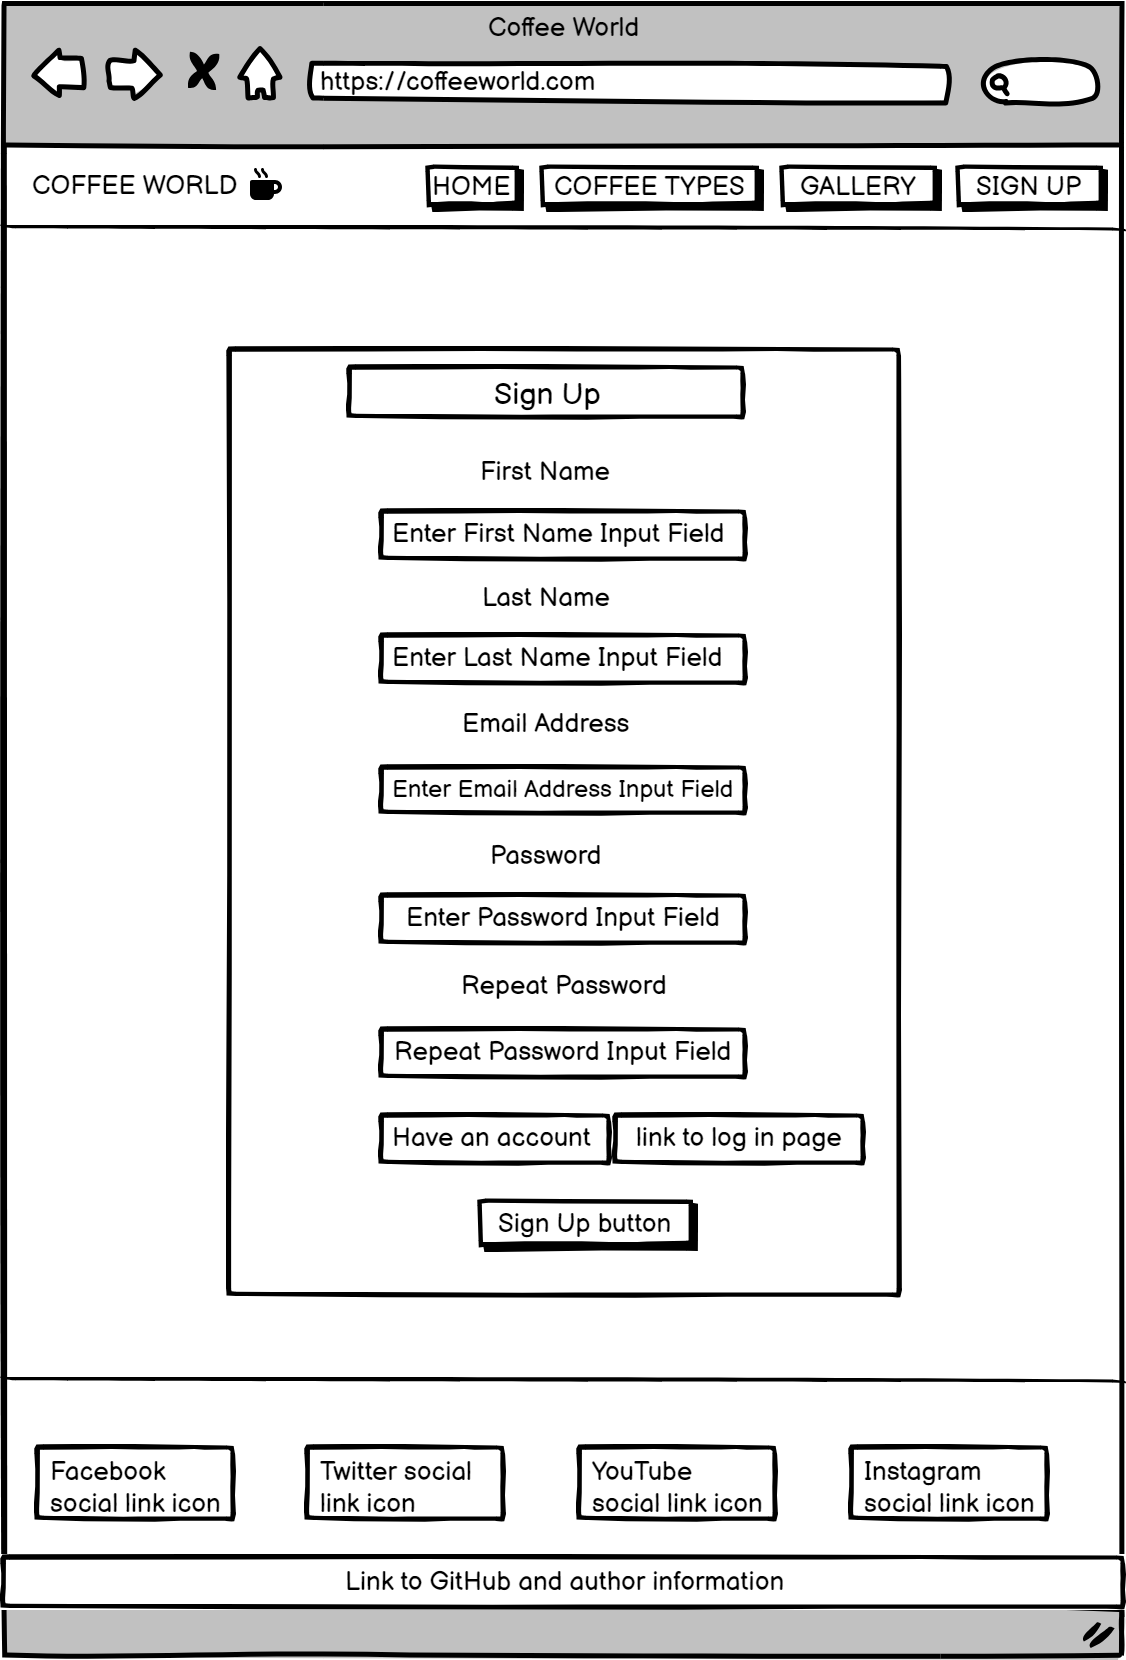 Coffee World
https://coffeeworld.com
COFFEE WORLD
HOME
COFFEE TYPES
GALLERY
SIGN UP
Sign Up
First Name
Enter First Name Input Field
Last Name
Enter Last Name Input Field
Email Address
Enter Email Address Input Field
Password
Enter Password Input Field
Repeat Password
Repeat Password Input Field
Have an account
link to log in page
Sign Up button
Facebook
social link icon
Twitter social
link icon
YouTube
social link icon
Instagram
social link icon
Link to GitHub and author information